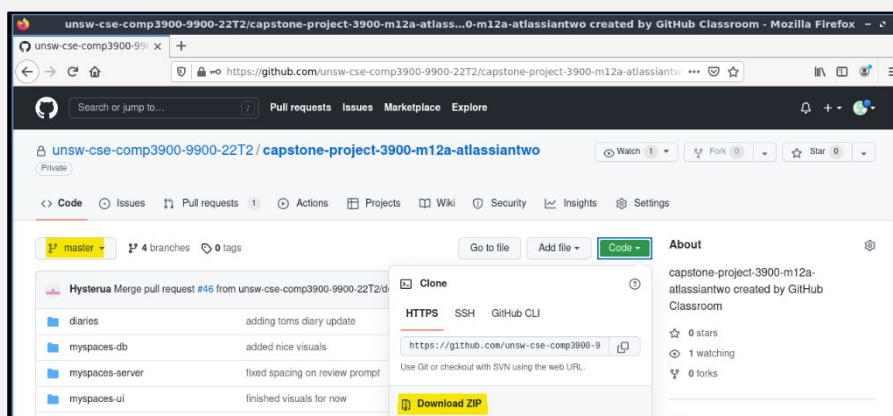 unsw-cse-comp3900-9900-22T2/capstone-project-3900-m12a-atlass...0-m12a-atlassiantwo created by GitHub Classroom - Mozilla Firefox
unsw-cse-comp3900-990
https://github.com/unsw-cse-comp3900-9900-22T2/capstone-project-3900-m12a-atlassiantw
Search or jump to... / Pull requests Issues Marketplace Explore
unsw-cse-comp3900-9900-22T2 / capstone-project-3900-m12a-atlassiantwo
Watch 1 Fork 0 Star 0
Private
Code Issues Pull requests 1 Actions Projects Wiki Security Insights Settings
master 4 branches 0 tags Go to file Add file Code About
Hysterua Merge pull request #46 from unsw-cse-comp3900-9900-22T2/d
Clone
capstone-project-3900-m12a-
atlassiantwo created by GitHub
Classroom
diaries adding toms diary update
HTTPS SSH GitHub CLI
0 stars
myspaces-db added nice visuals
https://github.com/unsw-cse-comp3900-9
1 watching
myspaces-server fixed spacing on review prompt
Use Git or checkout with SVN using the web URL.
0 forks
myspaces-ui finished visuals for now
Download ZIP